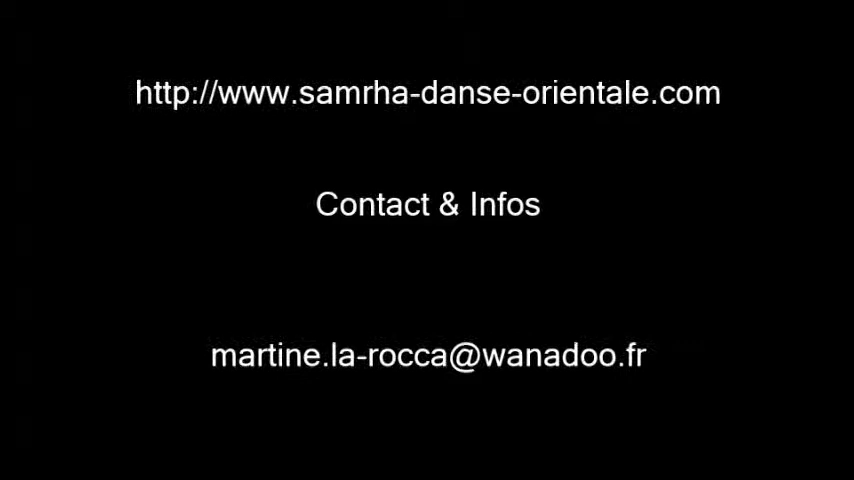 http://www.samrha-danse-orientale.com
Contact & Infos
martine.la-rocca@wanadoo.fr